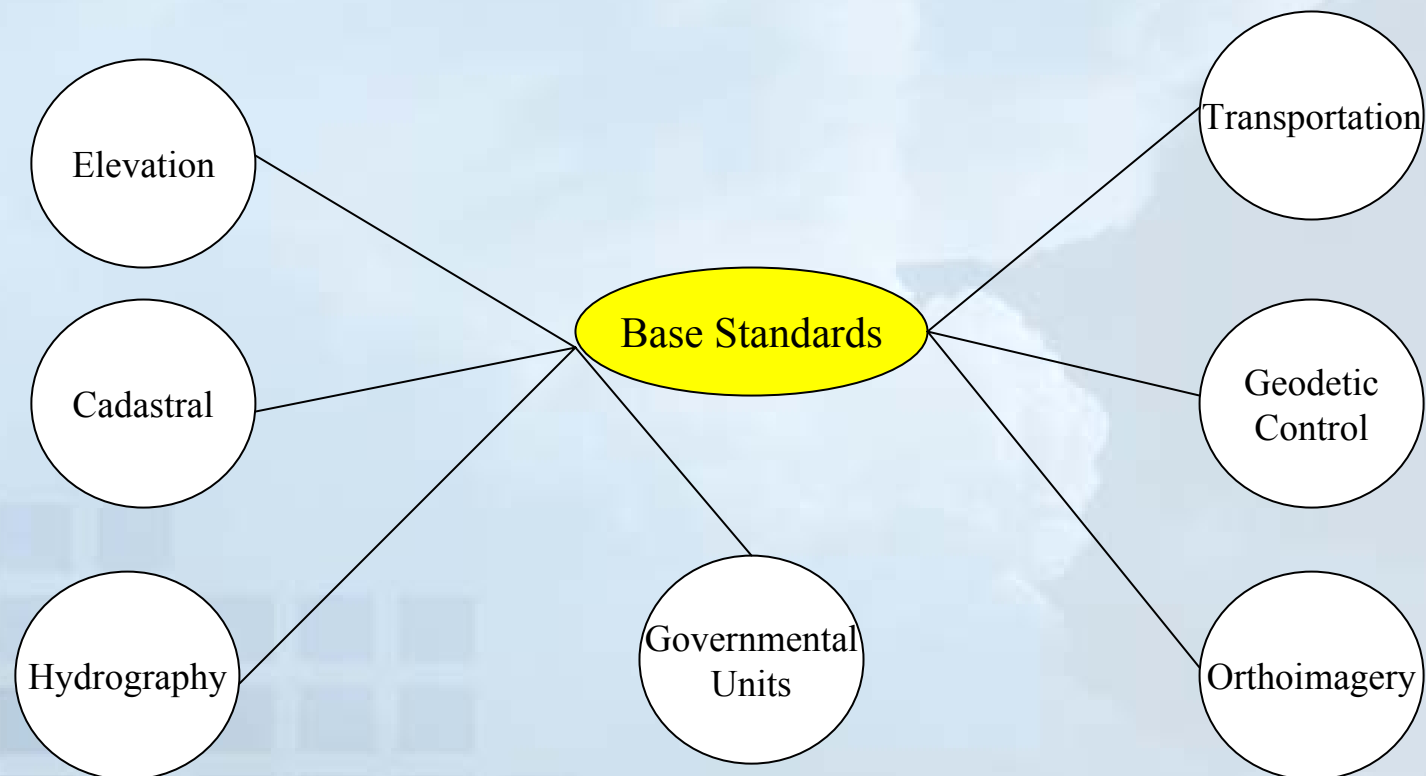 Elevation
Transportation
Base Standards
Cadastral
Geodetic
Control
Hydrography
Governmental
Units
Orthoimagery